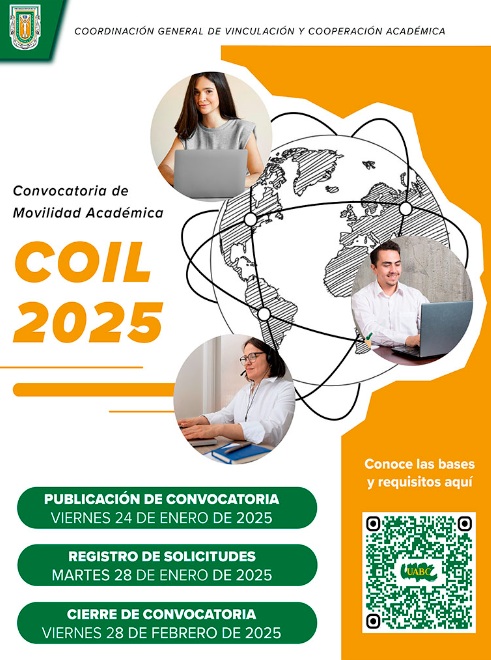 COORDINACIÓN GENERAL DE VINCULACIÓN Y COOPERACIÓN ACADÉMICA
Convocatoria de
Movilidad Académica
COIL
2025
Conoce las bases
y requisitos aquí
PUBLICACIÓN DE CONVOCATORIA
VIERNES 24 DE ENERO DE 2025
REGISTRO DE SOLICITUDES
MARTES 28 DE ENERO DE 2025
CIERRE DE CONVOCATORIA
VIERNES 28 DE FEBRERO DE 2025
UABC